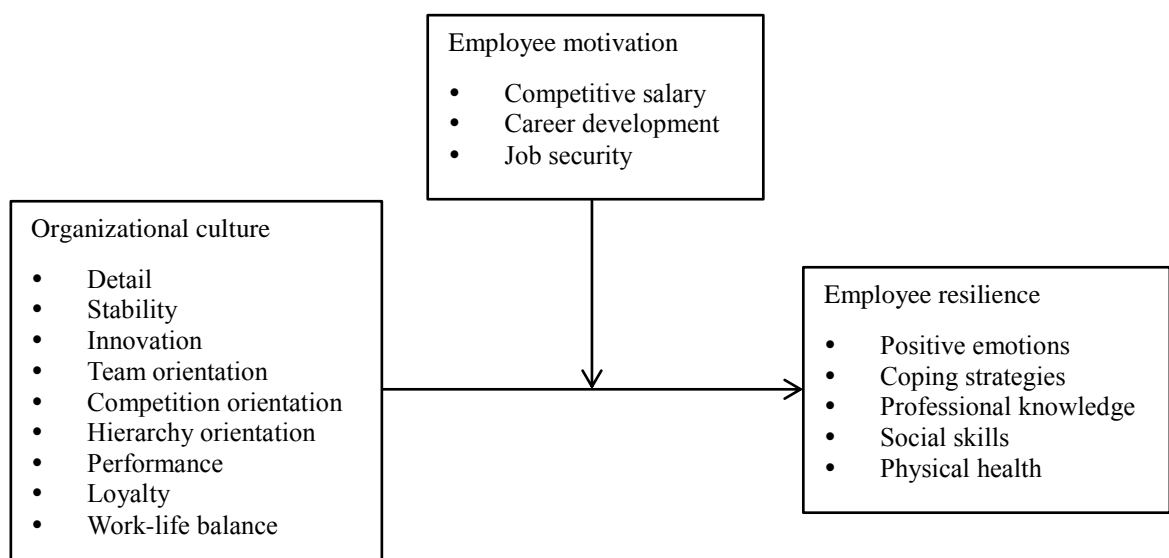 Employee motivation
• Competitive salary
• Career development
• Job security
Organizational culture
• Detail
• Stability
• Innovation
• Team orientation
• Competition orientation
• Hierarchy orientation
• Performance
• Loyalty
• Work-life balance
Employee resilience
• Positive emotions
• Coping strategies
• Professional knowledge
• Social skills
• Physical health